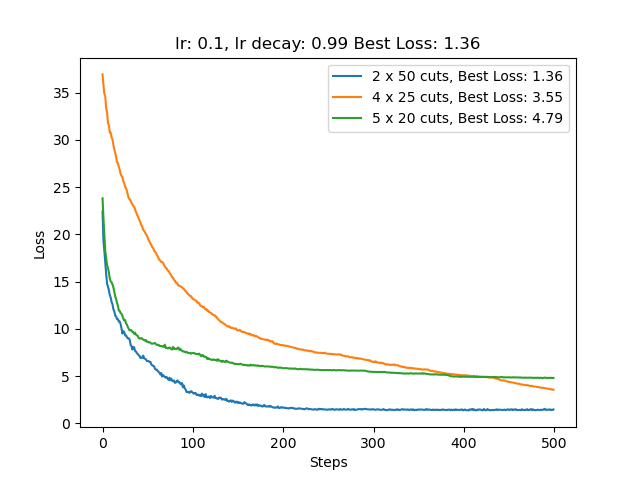 lr: 0.1, lr decay: 0.99 Best Loss: 1.36
2 x 50 cuts, Best Loss: 1.36
4 x 25 cuts, Best Loss: 3.55
5 x 20 cuts, Best Loss: 4.79
Loss
35
30
25
20
15
10
5
0
0 100 200 300 400 500
Steps